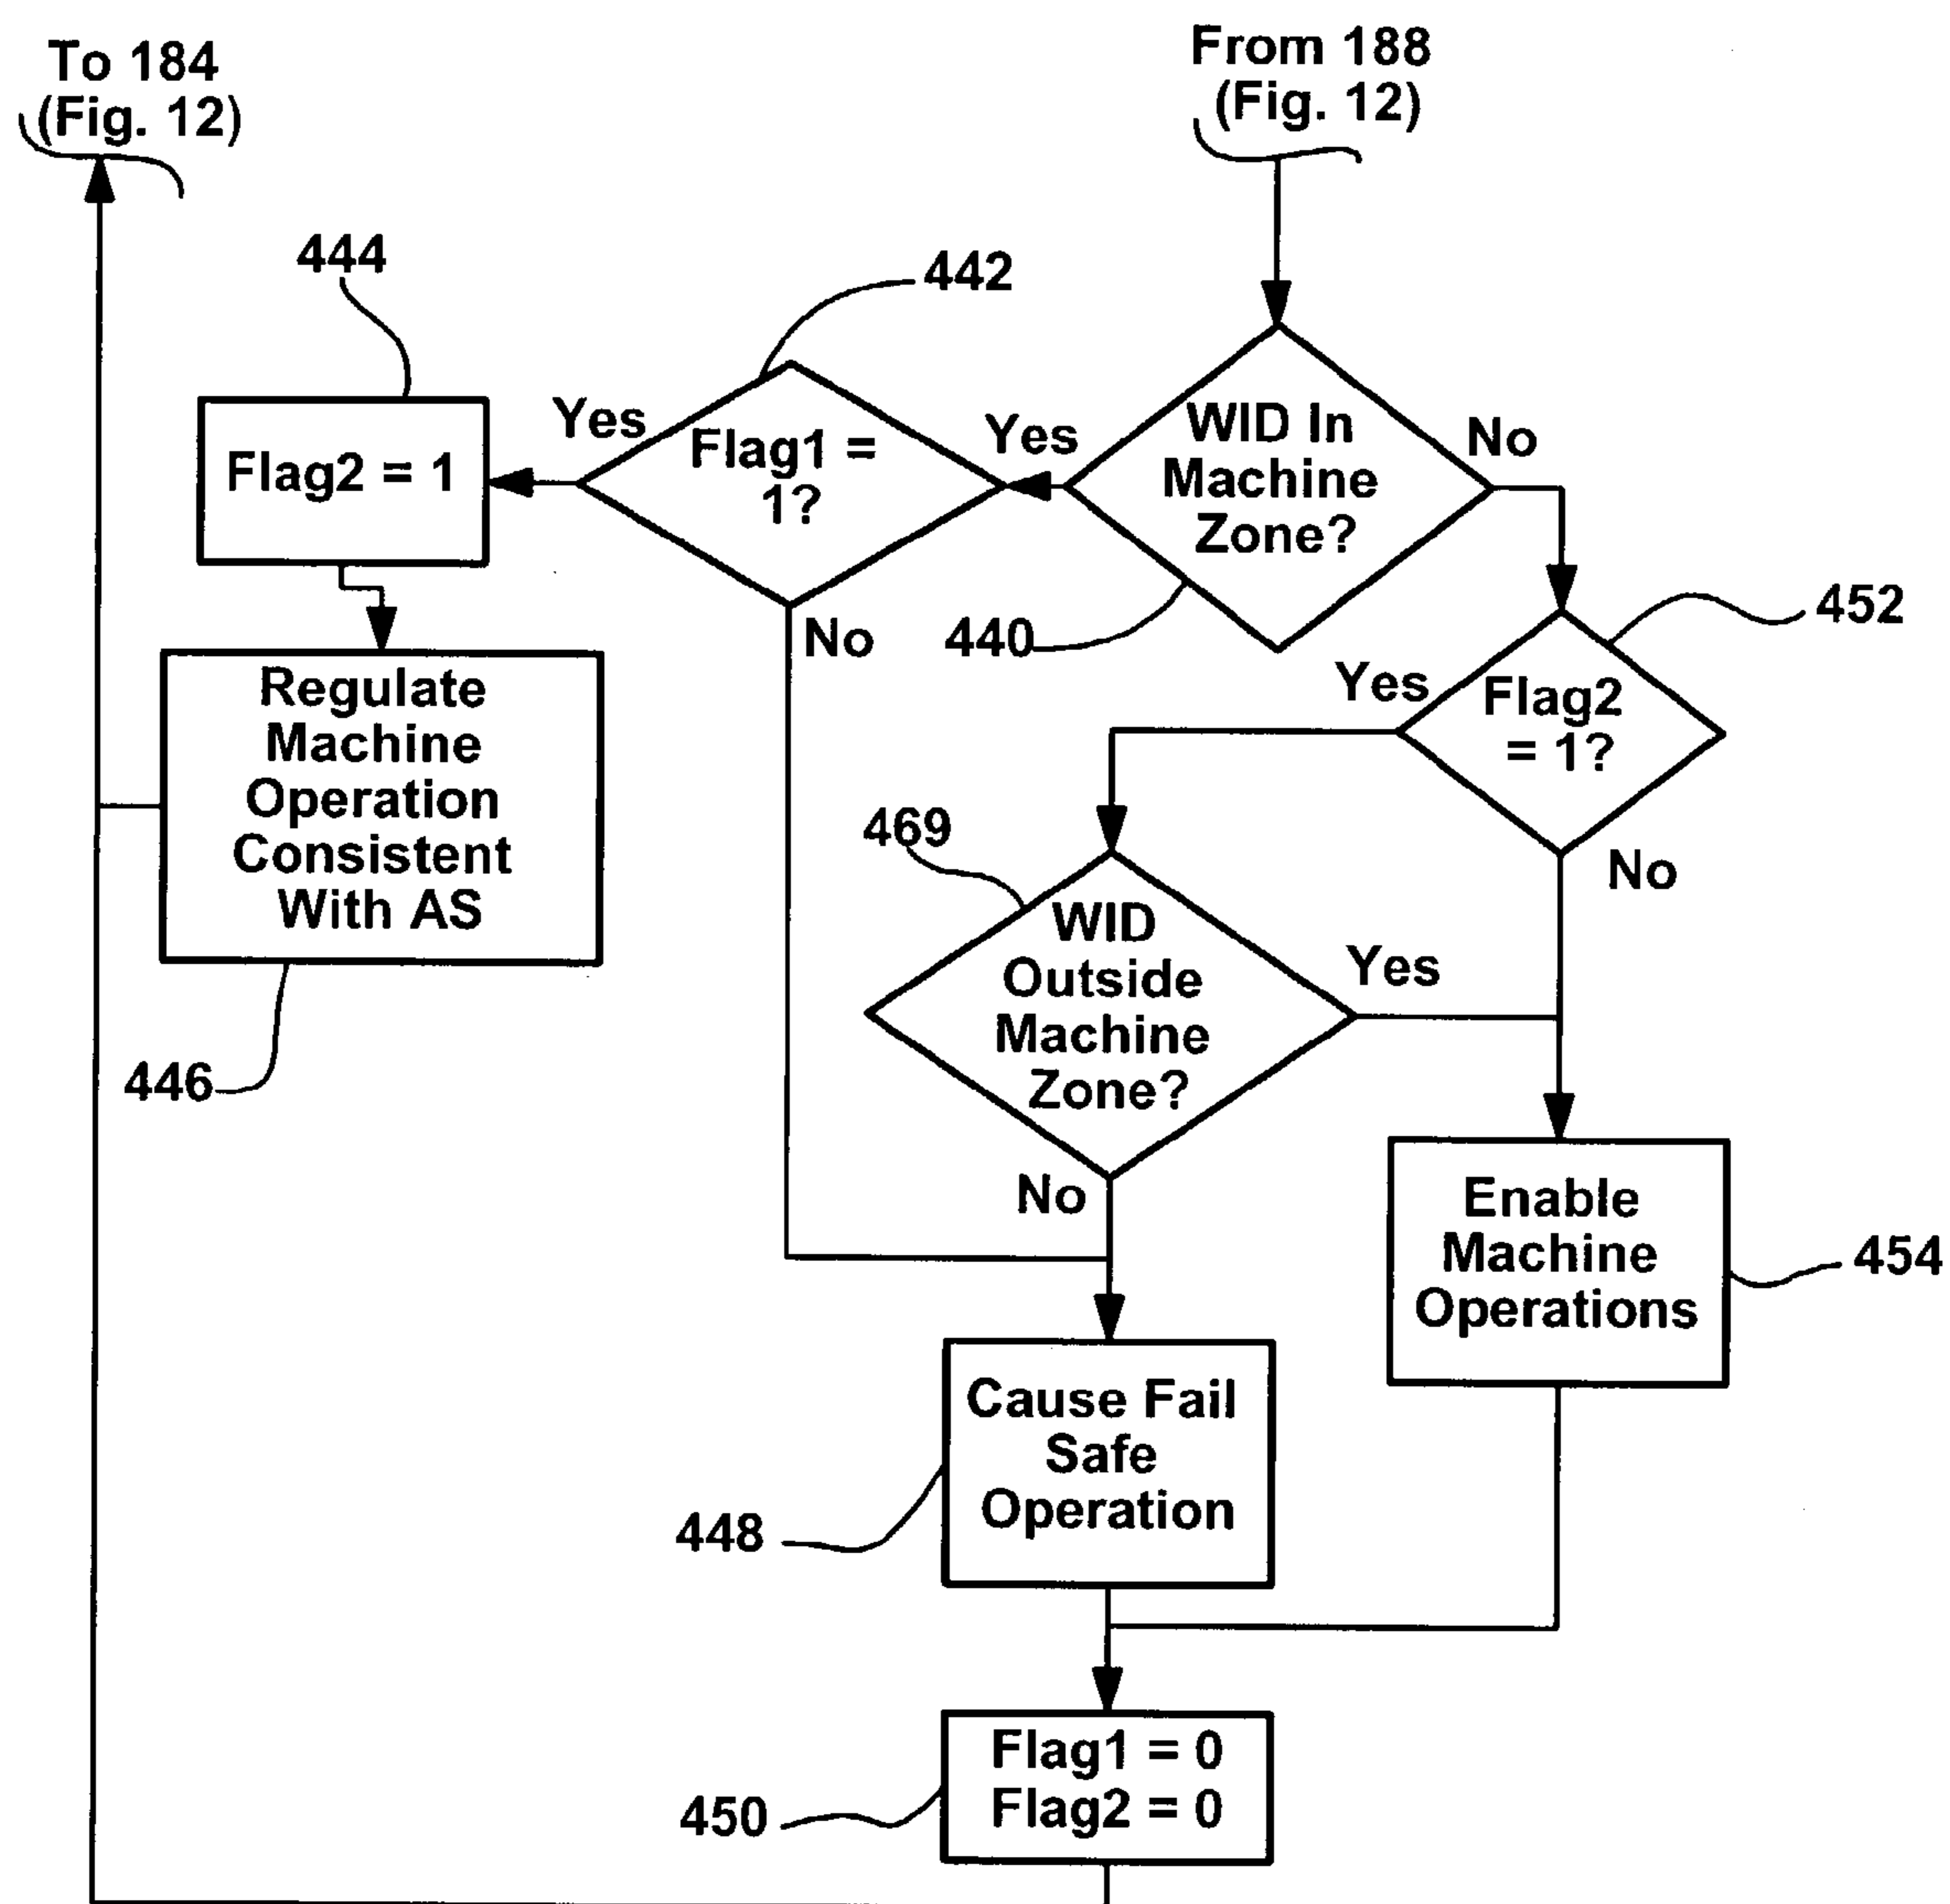 To 184
(Fig. 12)
From 188
(Fig. 12)
444
442
Yes
Flag1 =
1?
Yes
WID In
Machine
Zone?
No
Flag2 = 1
452
No
440
Yes
Flag2
= 1?
Regulate
Machine
Operation
Consistent
With AS
469
No
WID
Outside
Machine
Zone?
Yes
446
No
Enable
Machine
Operations
454
Cause Fail
Safe
Operation
448
Flag1 = 0
Flag2 = 0
450